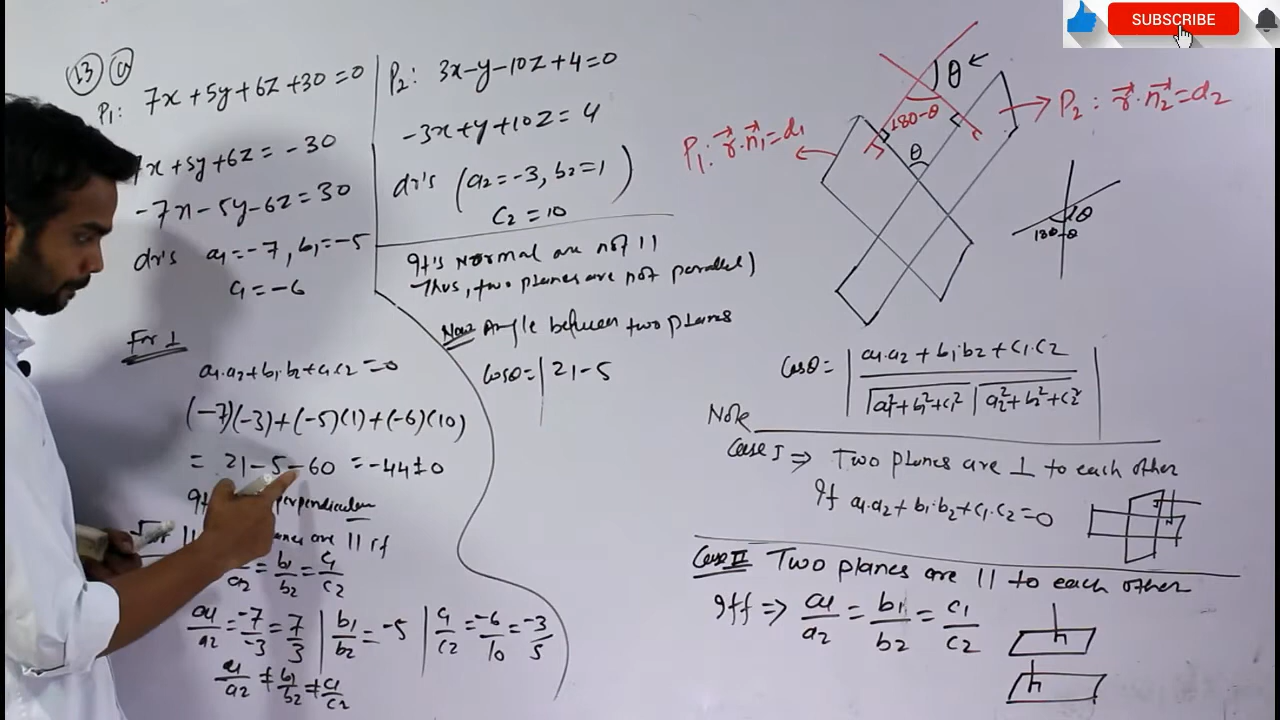 SUBSCRIBE
13 a
P1: 7x + 5y + 6z + 30 = 0
7x + 5y + 6z = -30
-7x - 5y - 6z = 30
dr's a1 = -7, b1 = -5
c1 = -6
P2: 3x - y - 10z + 4 = 0
-3x + y + 10z = 4
dr's (a2 = -3, b2 = 1)
c2 = 10
It's Normal are not ||
Thus, two planes are not parallel)
Now Angle between two planes
cosθ = | 21 - 5
For ⊥
a1.a2 + b1.b2 + c1.c2 = 0
(-7)(-3) + (-5)(1) + (-6)(10)
= 21 - 5 - 60 = -44 ≠ 0
perpendicular
are || if
a2 = b1/b2 = c1/c2
a1/a2 = -7/-3 = 7/3 | b1/b2 = -5 | c1/c2 = -6/10 = -3/5
a1/a2 ≠ b1/b2 ≠ c1/c2
θ
180-θ
P1: r⃗.n⃗1 = d1
P2: r⃗.n⃗2 = d2
θ
θ
180-θ
cosθ = | a1.a2 + b1.b2 + c1.c2 / √a1²+b1²+c1² √a2²+b2²+c2² |
Note
Case I ⇒ Two planes are ⊥ to each other
If a1.a2 + b1.b2 + c1.c2 = 0
Case II Two planes are || to each other
Iff ⇒ a1/a2 = b1/b2 = c1/c2